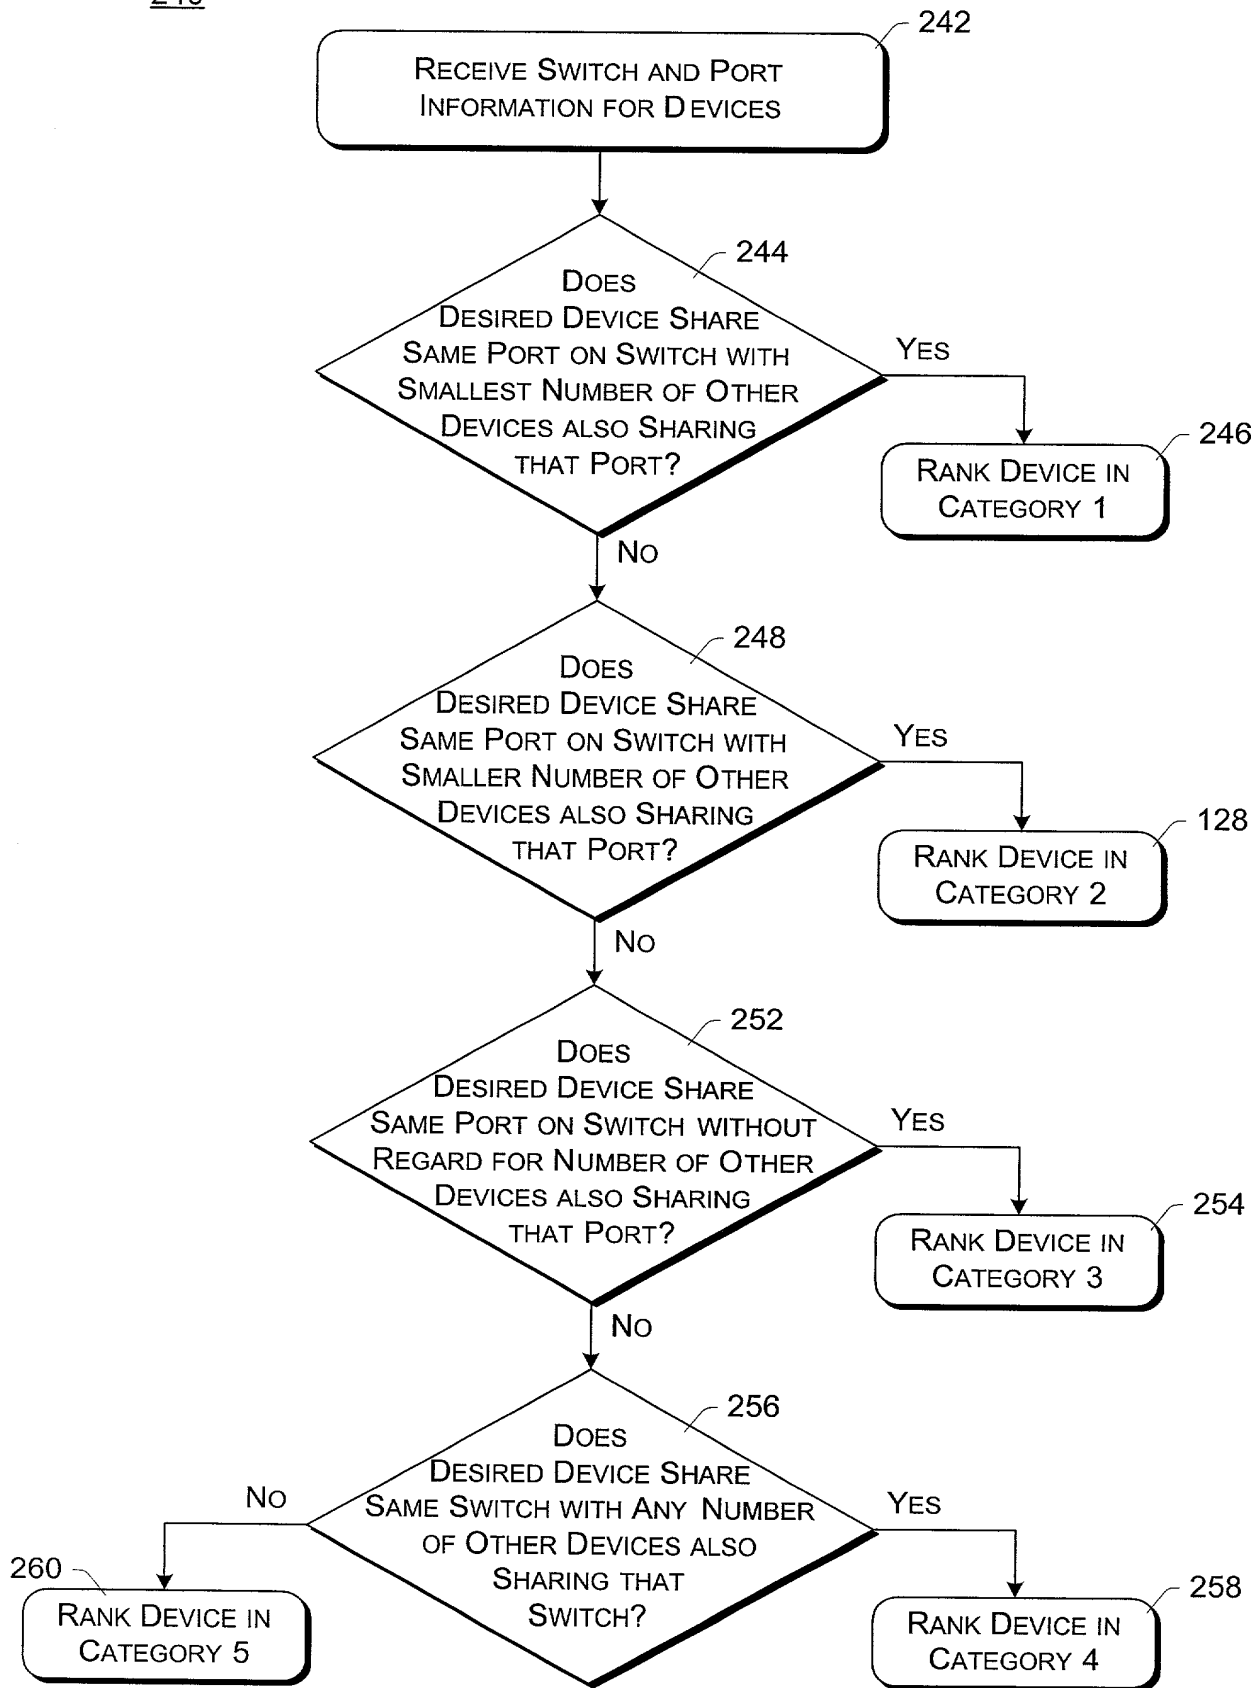 242
RECEIVE SWITCH AND PORT
INFORMATION FOR DEVICES
244
DOES
DESIRED DEVICE SHARE
SAME PORT ON SWITCH WITH
SMALLEST NUMBER OF OTHER
DEVICES ALSO SHARING
THAT PORT?
YES
246
RANK DEVICE IN
CATEGORY 1
NO
248
DOES
DESIRED DEVICE SHARE
SAME PORT ON SWITCH WITH
SMALLER NUMBER OF OTHER
DEVICES ALSO SHARING
THAT PORT?
YES
128
RANK DEVICE IN
CATEGORY 2
NO
252
DOES
DESIRED DEVICE SHARE
SAME PORT ON SWITCH WITHOUT
REGARD FOR NUMBER OF OTHER
DEVICES ALSO SHARING
THAT PORT?
YES
254
RANK DEVICE IN
CATEGORY 3
NO
256
DOES
DESIRED DEVICE SHARE
SAME SWITCH WITH ANY NUMBER
OF OTHER DEVICES ALSO
SHARING THAT
SWITCH?
NO
YES
260
RANK DEVICE IN
CATEGORY 5
258
RANK DEVICE IN
CATEGORY 4